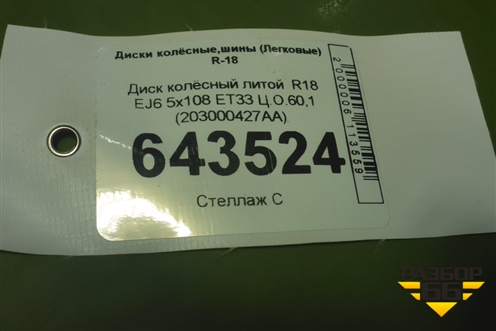 Диски колёсные,шины (Легковые)
R-18
Диск колёсный литой R18
EJ6 5x108 ET33 Ц.О.60,1
(203000427AA)
643524
Стеллаж С
2000006113559
РАЗБОР
66